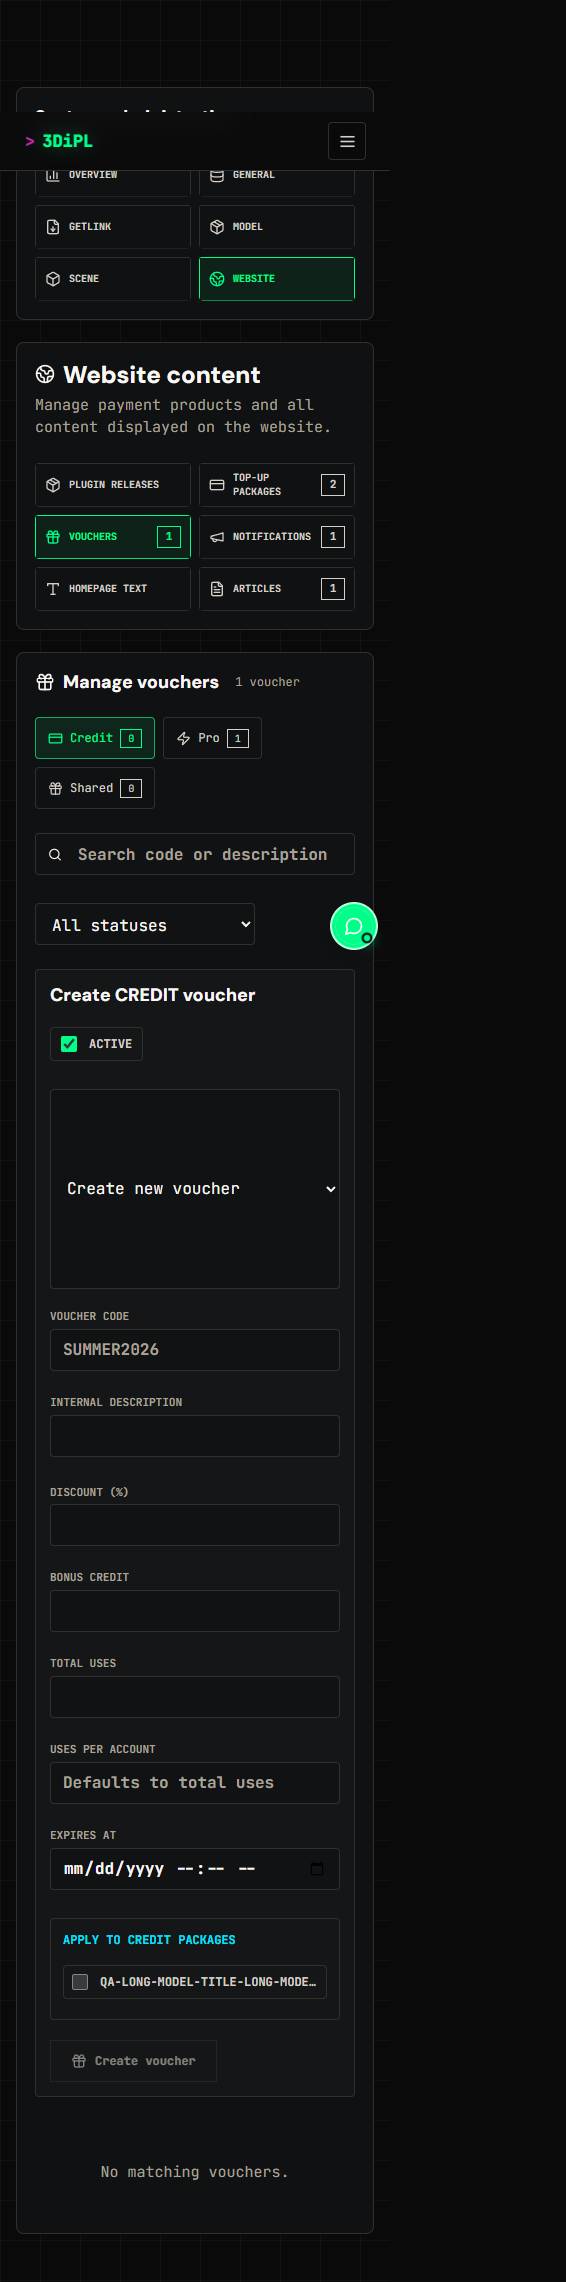 > 3DiPL
OVERVIEW
GENERAL
GETLINK
MODEL
SCENE
WEBSITE
Website content
Manage payment products and all
content displayed on the website.
PLUGIN RELEASES
TOP-UP
PACKAGES
2
VOUCHERS
1
NOTIFICATIONS
1
HOMEPAGE TEXT
ARTICLES
1
Manage vouchers
1 voucher
Credit
0
Pro
1
Shared
0
Search code or description
All statuses
Create CREDIT voucher
ACTIVE
Create new voucher
VOUCHER CODE
SUMMER2026
INTERNAL DESCRIPTION
DISCOUNT (%)
BONUS CREDIT
TOTAL USES
USES PER ACCOUNT
Defaults to total uses
EXPIRES AT
mm/dd/yyyy --:-- --
APPLY TO CREDIT PACKAGES
QA-LONG-MODEL-TITLE-LONG-MODE…
Create voucher
No matching vouchers.